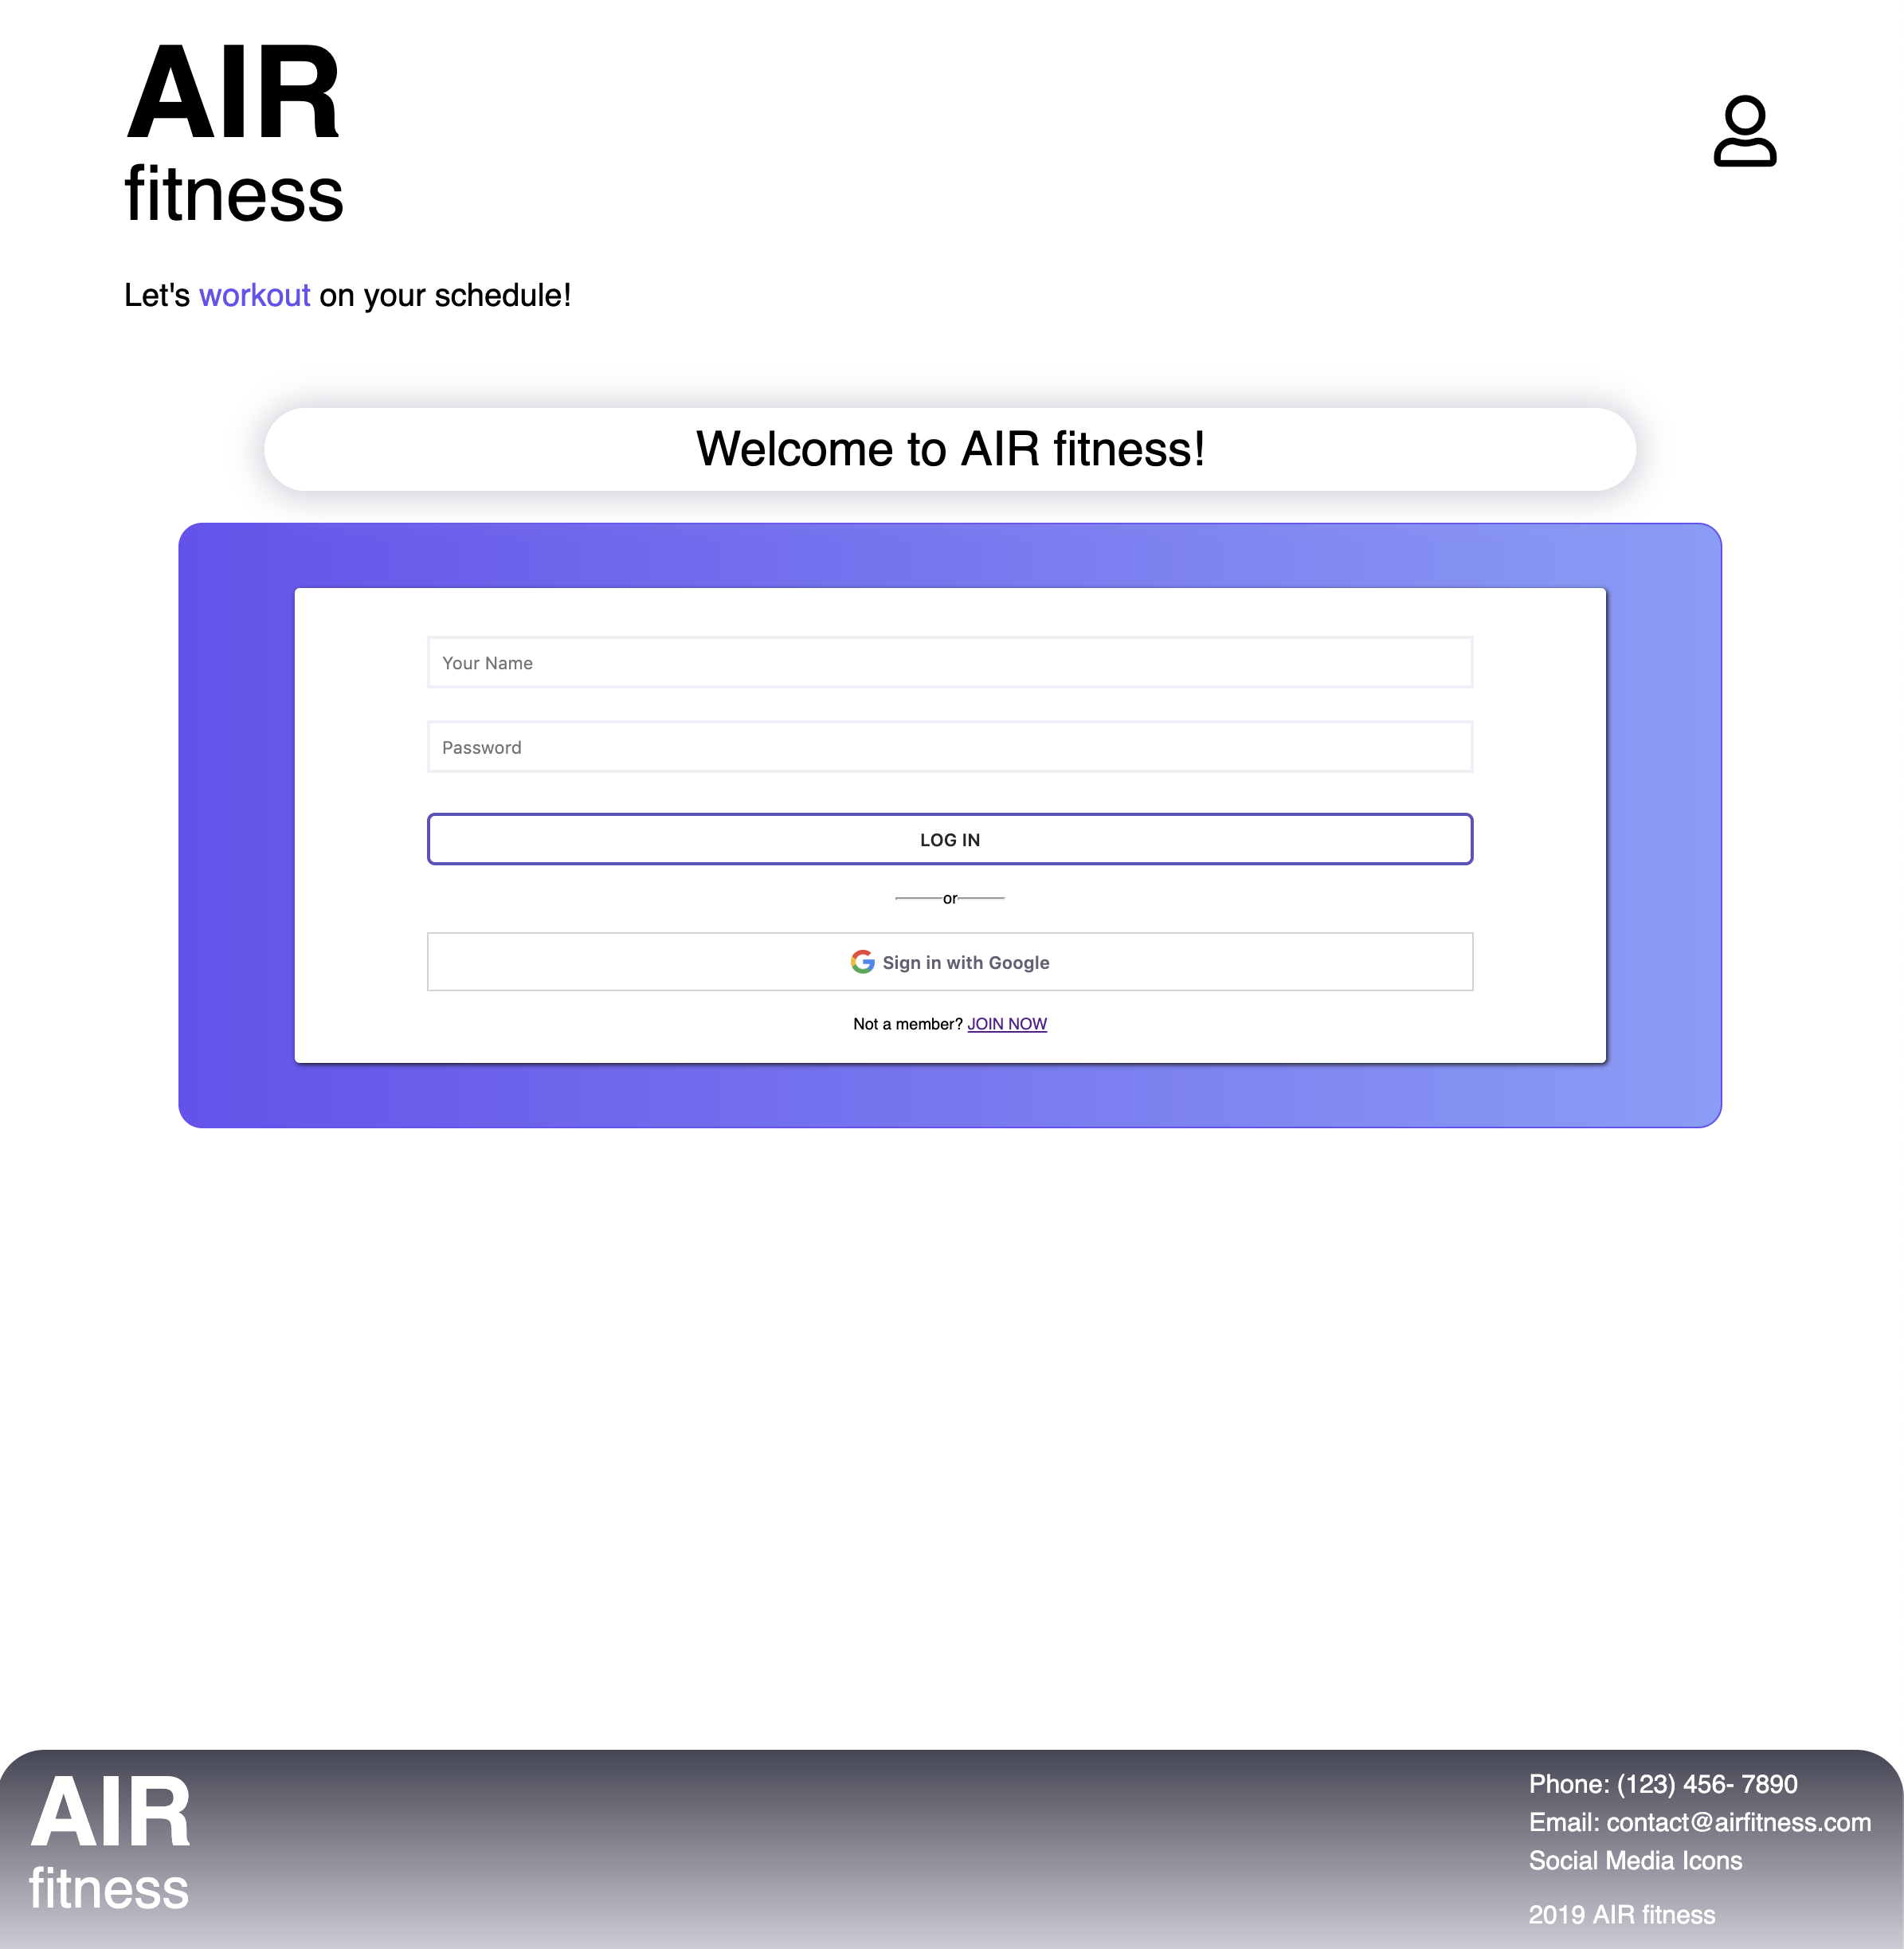 AIR
fitness
Let's workout on your schedule!
Welcome to AIR fitness!
Your Name
Password
LOG IN
or
Sign in with Google
Not a member? JOIN NOW
AIR
fitness
Phone: (123) 456- 7890
Email: contact@airfitness.com
Social Media Icons
2019 AIR fitness